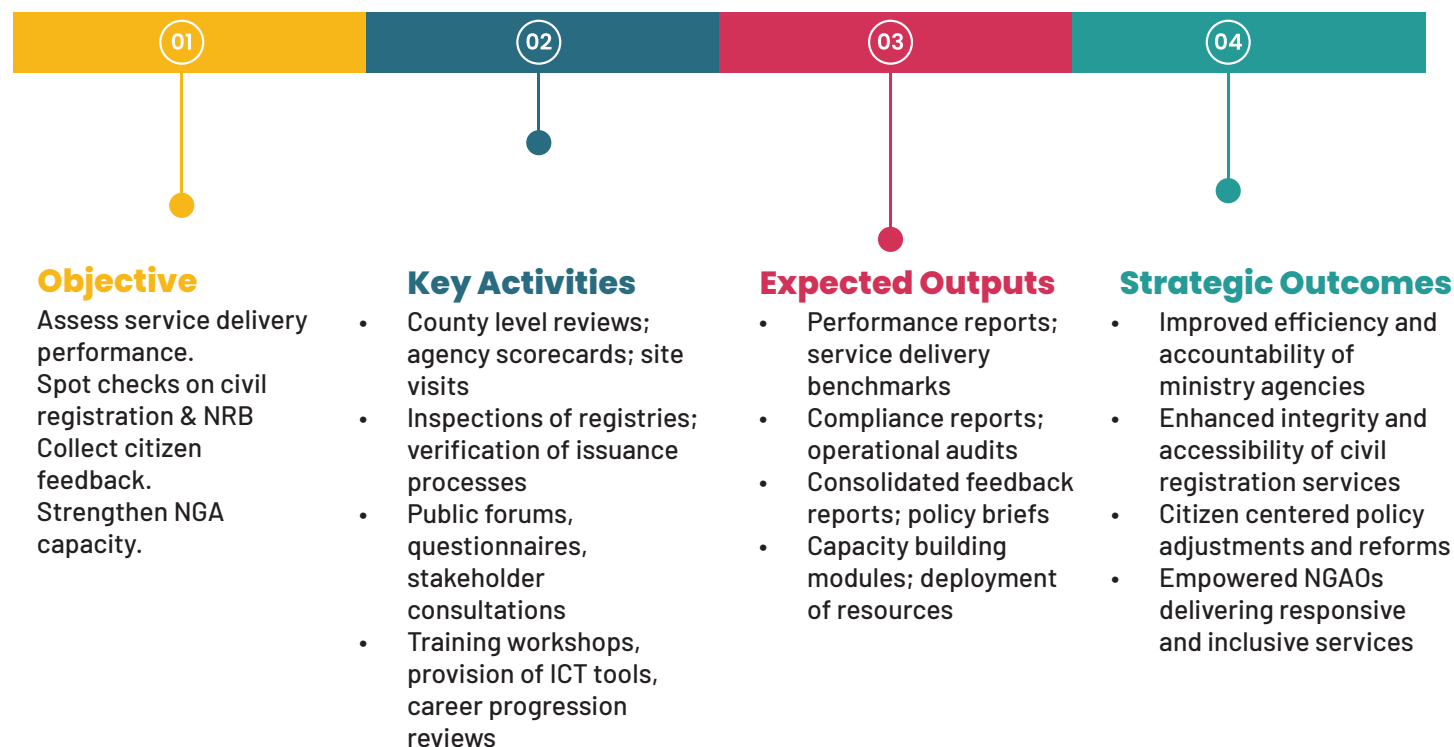 01
02
03
04
Objective
Assess service delivery
performance.
Spot checks on civil
registration & NRB
Collect citizen
feedback.
Strengthen NGA
capacity.
Key Activities
• County level reviews;
agency scorecards; site
visits
• Inspections of registries;
verification of issuance
processes
• Public forums,
questionnaires,
stakeholder
consultations
• Training workshops,
provision of ICT tools,
career progression
reviews
Expected Outputs
• Performance reports;
service delivery
benchmarks
• Compliance reports;
operational audits
• Consolidated feedback
reports; policy briefs
• Capacity building
modules; deployment
of resources
Strategic Outcomes
• Improved efficiency and
accountability of
ministry agencies
• Enhanced integrity and
accessibility of civil
registration services
• Citizen centered policy
adjustments and reforms
• Empowered NGAOs
delivering responsive
and inclusive services